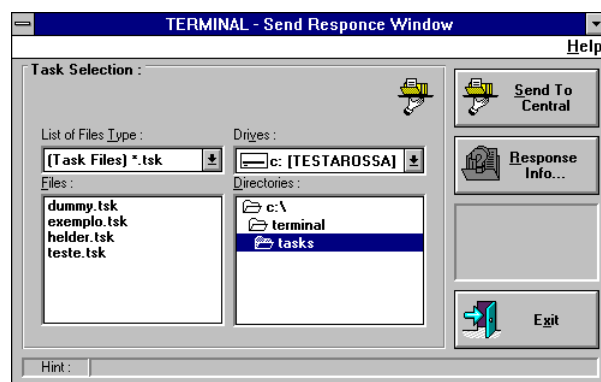 TERMINAL - Send Responce Window
Help
Task Selection :
List of Files Type :
(Task Files) *.tsk
Files :
dummy.tsk
exemplo.tsk
helder.tsk
teste.tsk
Drives :
c: [TESTAROSSA]
Directories :
c:\
terminal
tasks
Send To
Central
Response
Info...
Exit
Hint :